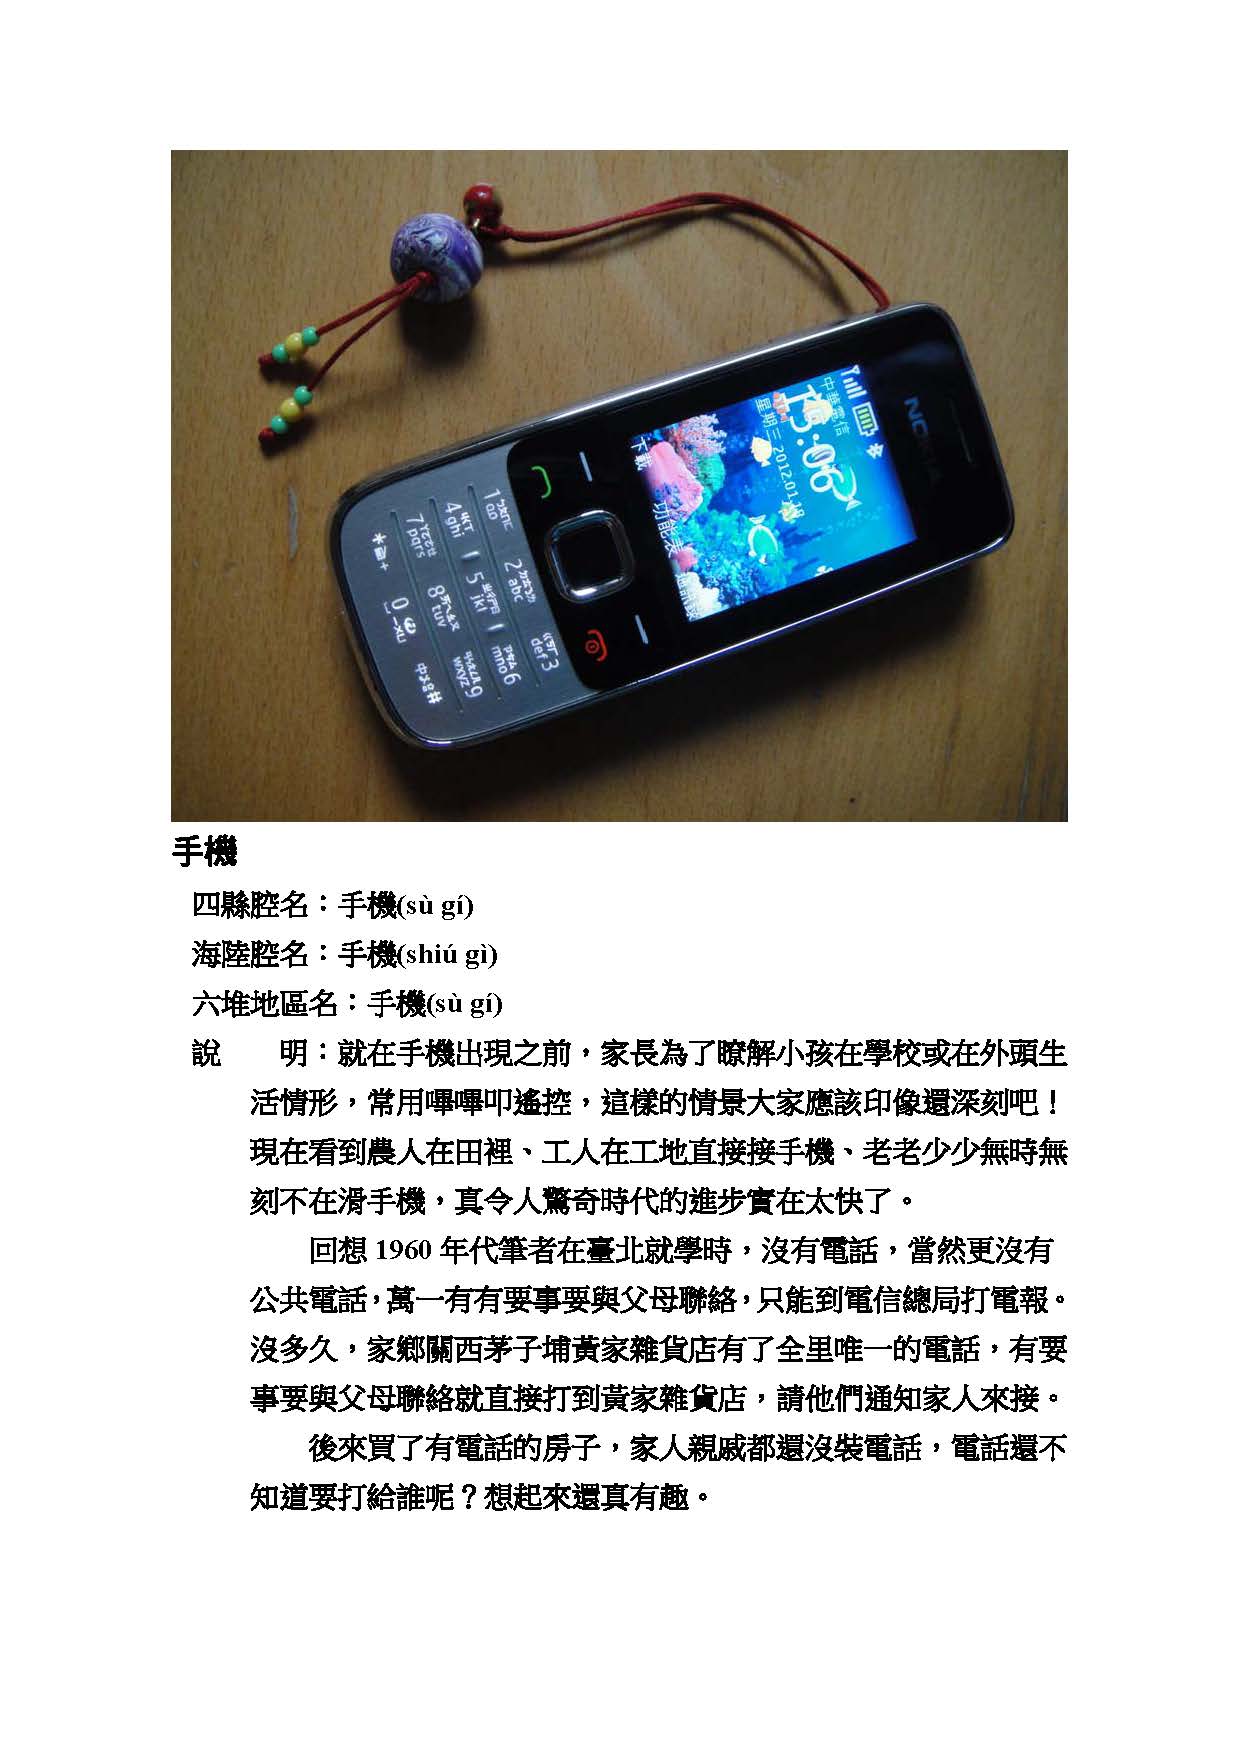 NOKIA
中華電信
15:06
星期三 2012.01.18
下載
功能表
通訊錄
1 ㄅㄆㄇㄈ
2 abc ㄉㄊㄋㄌ
def 3 ㄍㄎㄏ
4 ghi ㄐㄑㄒ
5 jkl ㄓㄔㄕㄖ
mno 6 ㄗㄘㄙ
7 pqrs ㄚㄛㄜㄝ
8 tuv ㄞㄟㄠㄡ
wxyz 9 ㄢㄣㄤㄥㄦ
* a +
0 ㄧㄨㄩ
#
手機
四縣腔名：手機(sù gí)
海陸腔名：手機(shiú gì)
六堆地區名：手機(sù gí)
說　　明：就在手機出現之前，家長為了瞭解小孩在學校或在外頭生
活情形，常用嗶嗶叩遙控，這樣的情景大家應該印像還深刻吧！
現在看到農人在田裡、工人在工地直接接手機、老老少少無時無
刻不在滑手機，真令人驚奇時代的進步實在太快了。
回想 1960 年代筆者在臺北就學時，沒有電話，當然更沒有
公共電話，萬一有有要事要與父母聯絡，只能到電信總局打電報。
沒多久，家鄉關西茅子埔黃家雜貨店有了全里唯一的電話，有要
事要與父母聯絡就直接打到黃家雜貨店，請他們通知家人來接。
後來買了有電話的房子，家人親戚都還沒裝電話，電話還不
知道要打給誰呢？想起來還真有趣。